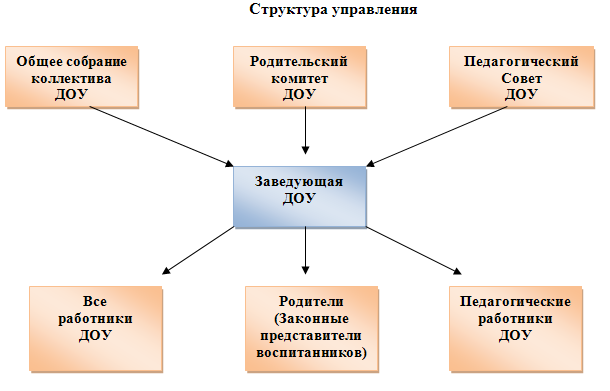 Структура управления
Общее собрание
коллектива
ДОУ
Родительский
комитет
ДОУ
Педагогический
Совет
ДОУ
Заведующая
ДОУ
Все
работники
ДОУ
Родители
(Законные
представители
воспитанников)
Педагогические
работники
ДОУ